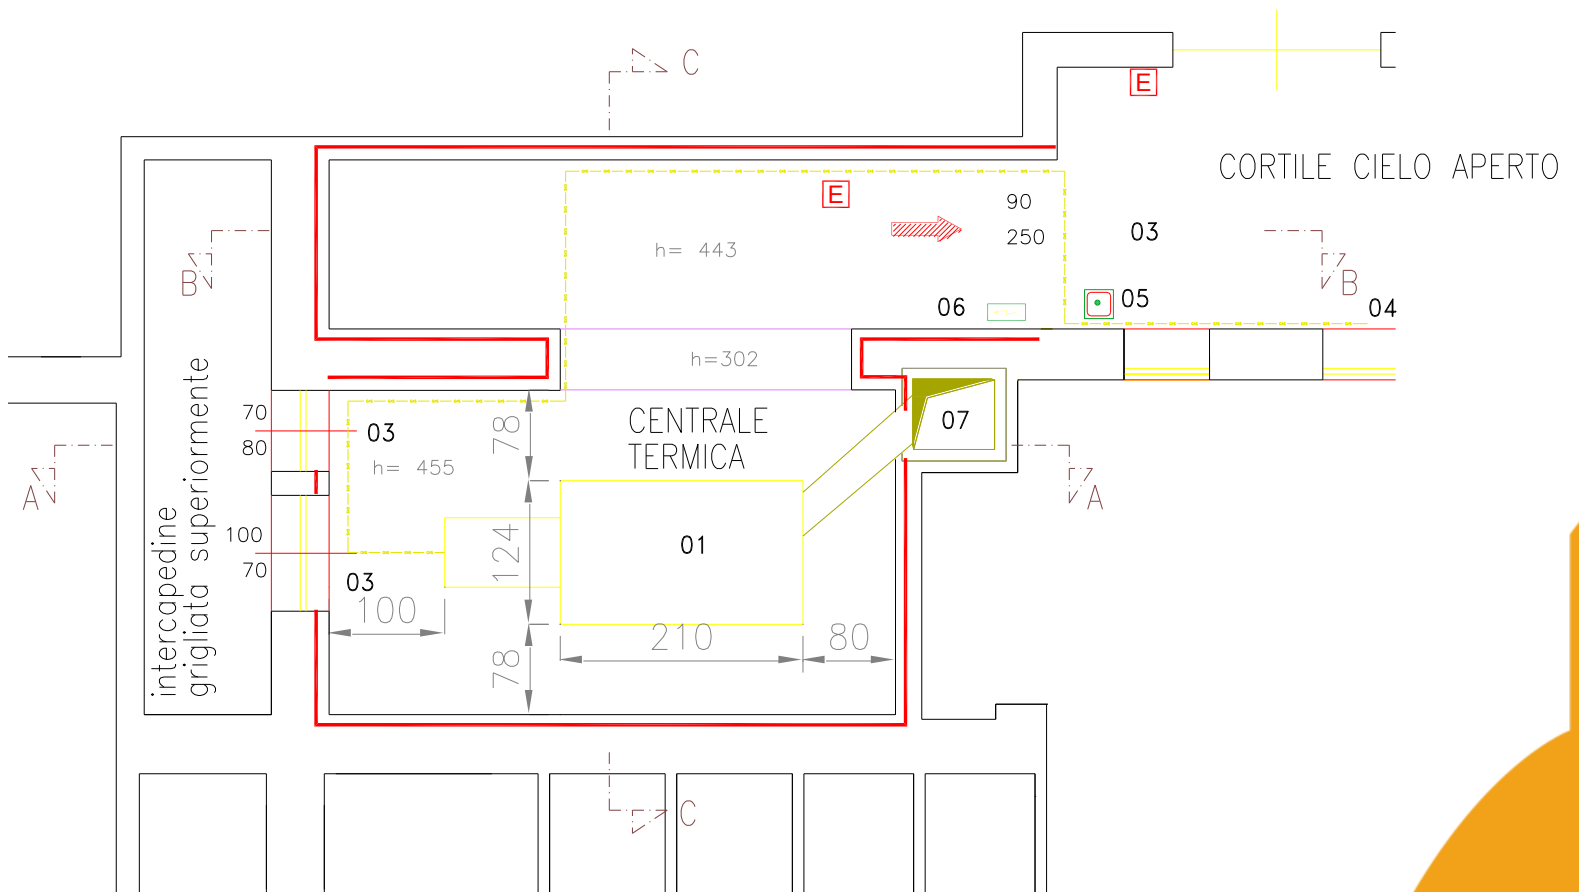 C
E
CORTILE CIELO APERTO
E
90
250
03
h= 443
B
B
06
05
04
h=302
70
80
03
h= 455
78
CENTRALE
TERMICA
07
A
A
intercapedine
grigliata superiormente
100
70
03
124
01
100
210
80
78
C